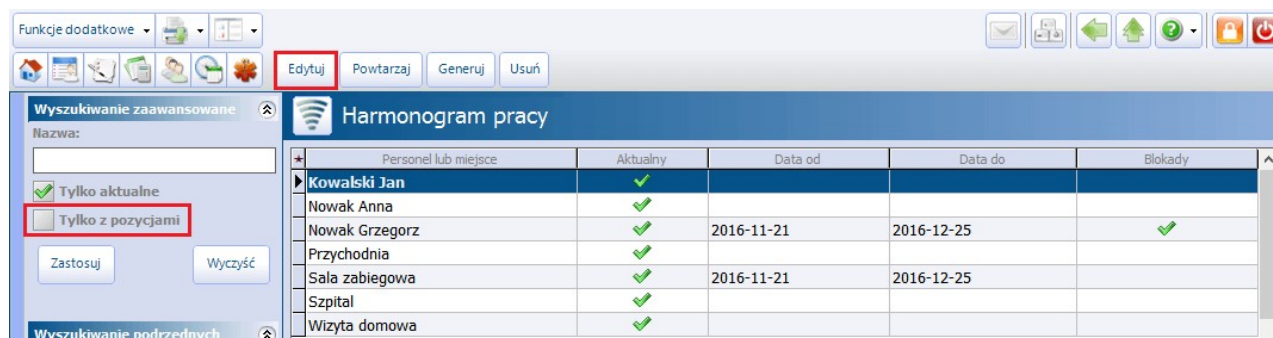 Funkcje dodatkowe
Edytuj Powtarzaj Generuj Usuń
Wyszukiwanie zaawansowane
Nazwa:
Tylko aktualne
Tylko z pozycjami
Zastosuj Wyczyść
Wyszukiwanie podrzędnych
Harmonogram pracy
Personel lub miejsce Aktualny Data od Data do Blokady
Kowalski Jan
Nowak Anna
Nowak Grzegorz 2016-11-21 2016-12-25
Przychodnia
Sala zabiegowa 2016-11-21 2016-12-25
Szpital
Wizyta domowa